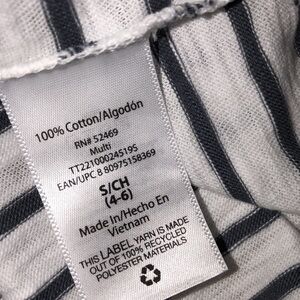 100% Cotton/Algodón
RN# 52469
Multi
TT221000245195
EAN/UPC 8 80975158369
S/CH
(4-6)
Made In/Hecho En
Vietnam
THIS LABEL YARN IS MADE
OUT OF 100% RECYCLED
POLYESTER MATERIALS